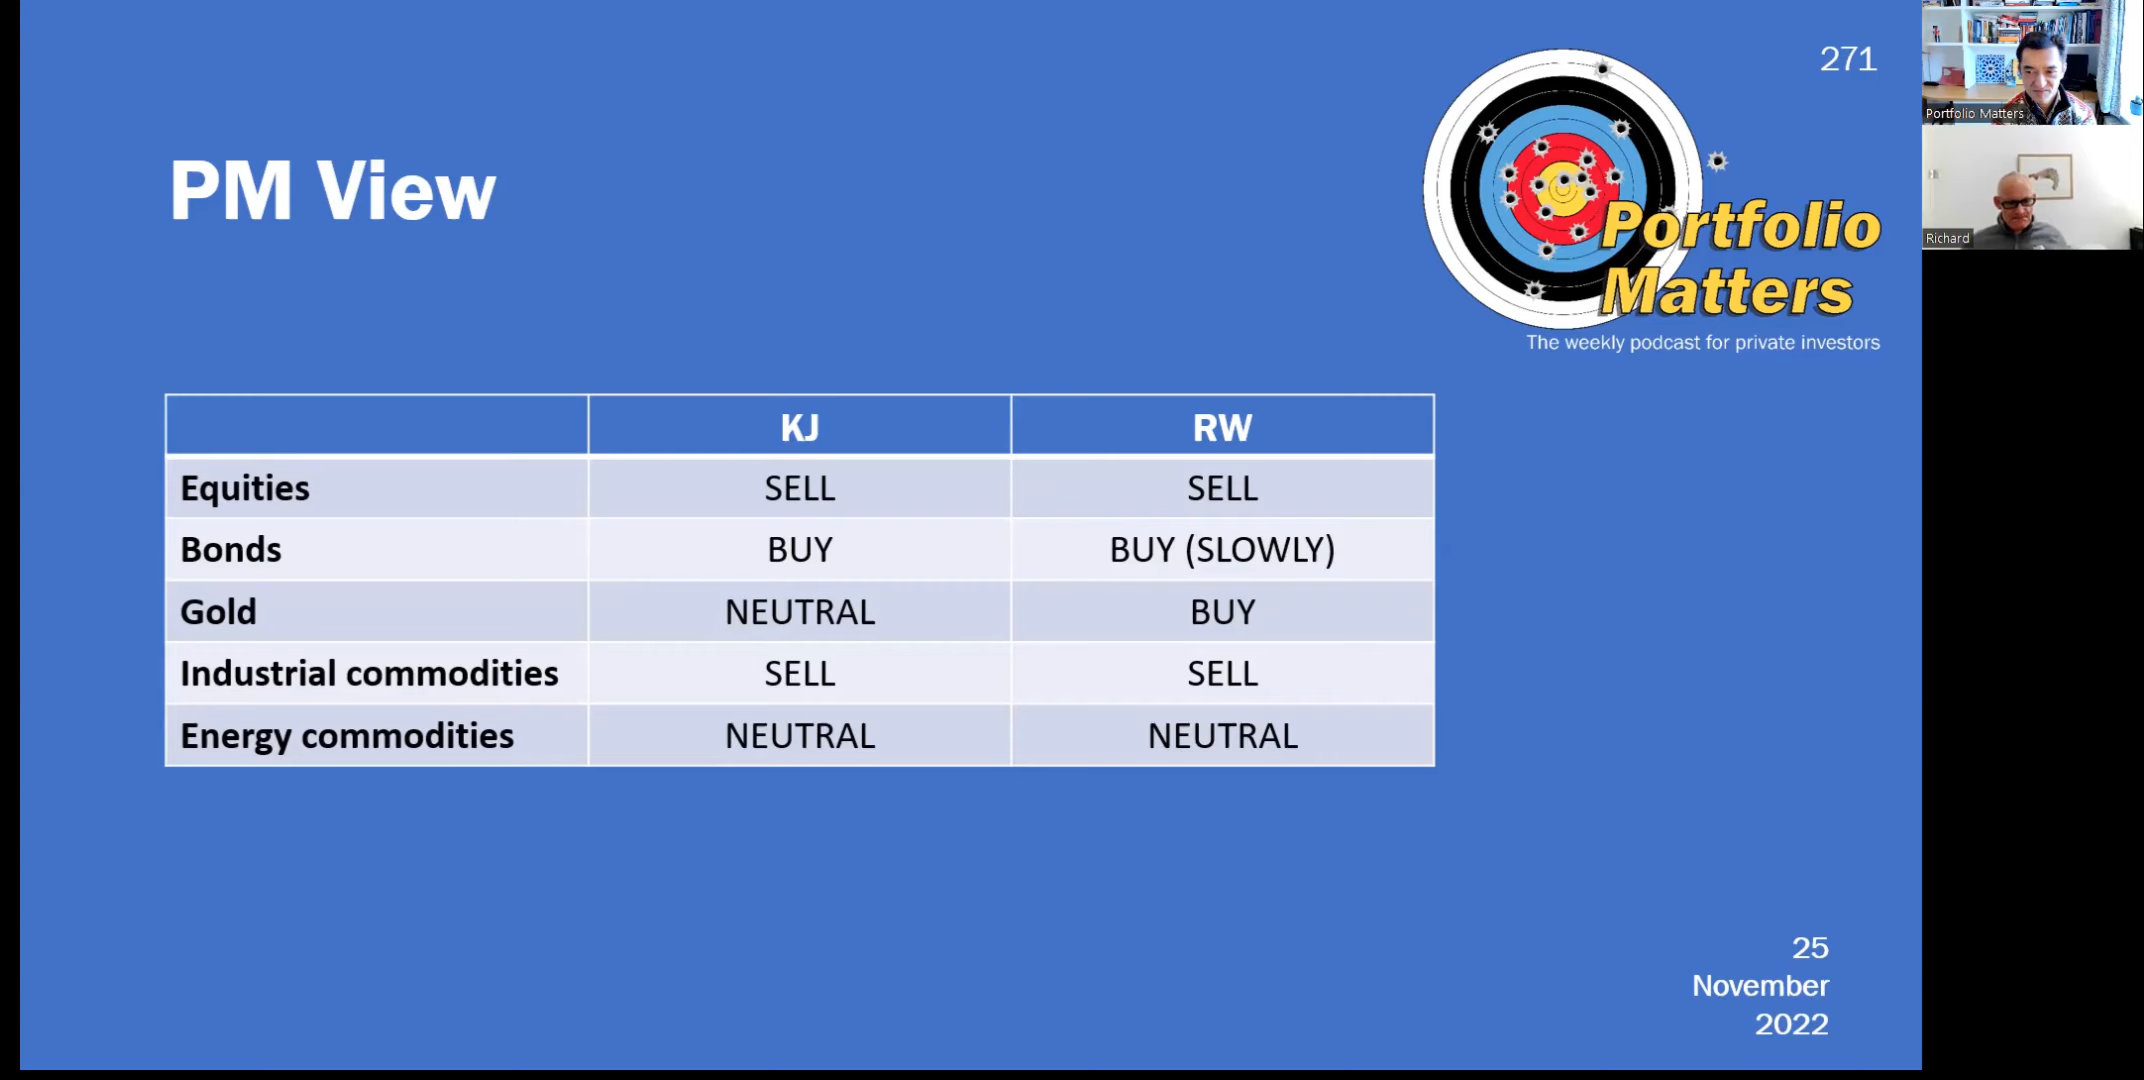 271
PM View
Portfolio
Matters
The weekly podcast for private investors
KJ RW
Equities SELL SELL
Bonds BUY BUY (SLOWLY)
Gold NEUTRAL BUY
Industrial commodities SELL SELL
Energy commodities NEUTRAL NEUTRAL
25
November
2022
Portfolio Matters
Richard